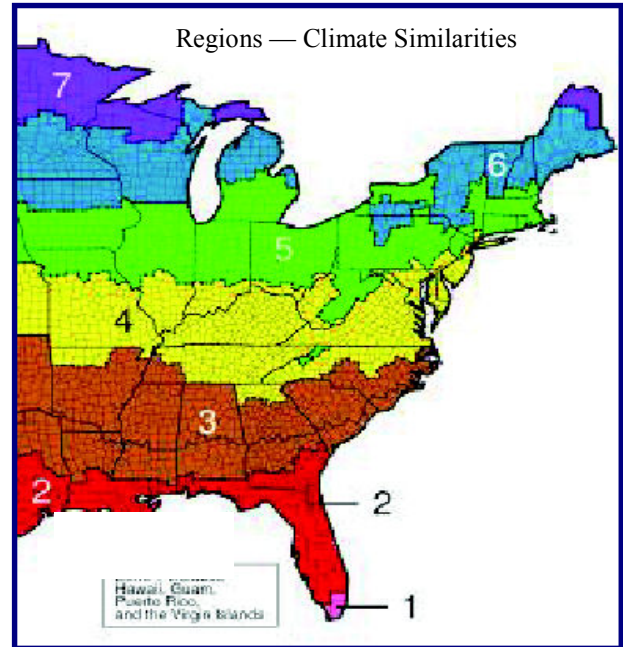 Regions — Climate Similarities
7
6
5
4
3
2
2
1
Hawaii, Guam,
Puerto Rico,
and the Virgin Islands